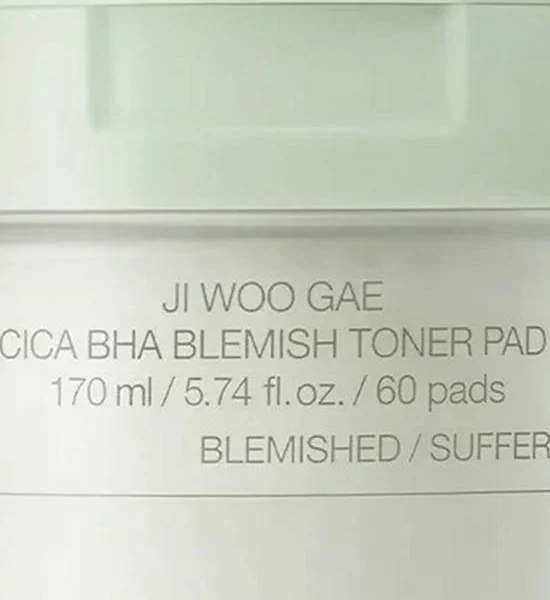 JI WOO GAE
CICA BHA BLEMISH TONER PAD
170 ml / 5.74 fl.oz. / 60 pads
BLEMISHED / SUFFER